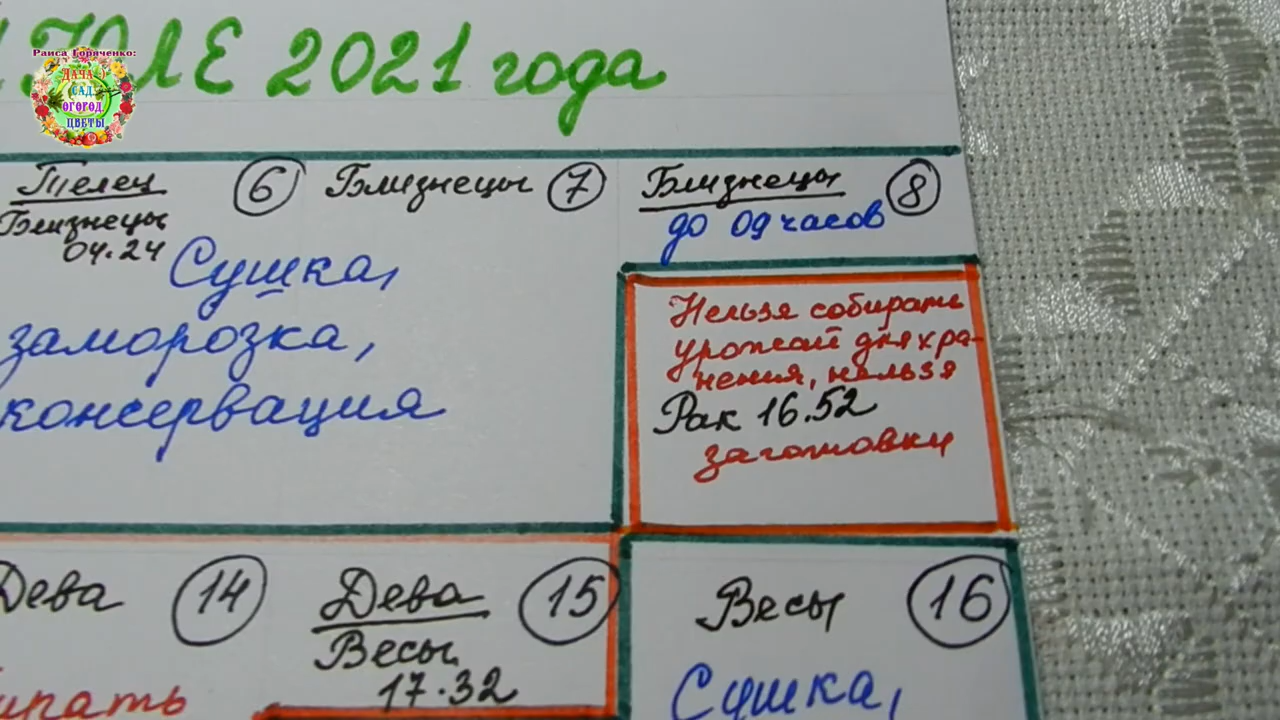 Раиса Горяченко:
ДАЧА
САД
ОГОРОД
ЦВЕТЫ
ИЮЛЕ 2021 года
Телец
Близнецы
04.24
6
Близнецы
7
Близнецы
8
до 09 часов
Сушка,
заморозка,
консервация
Нельзя собирать
урожай для хра-
нения, нельзя
Рак 16.52
заготовки
Дева
14
Дева
15
Весы
17.32
Весы
16
Сушка,